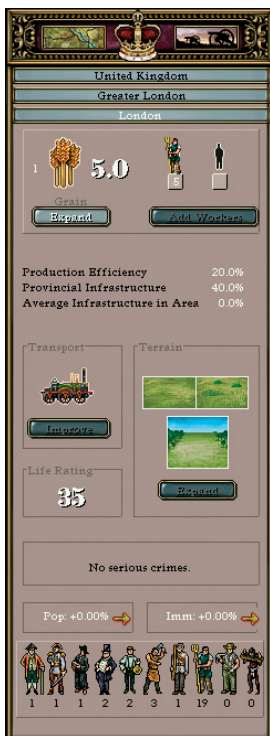 United Kingdom
Greater London
London
1 5.0
5
Grain
Expand Add Workers
Production Efficiency 20.0%
Provincial Infrastructure 40.0%
Average Infrastructure in Area 0.0%
Transport Terrain
Improve
Life Rating
35 Expand
No serious crimes.
Pop: +0.00% Imm: +0.00%
1 1 1 2 2 3 1 19 0 0